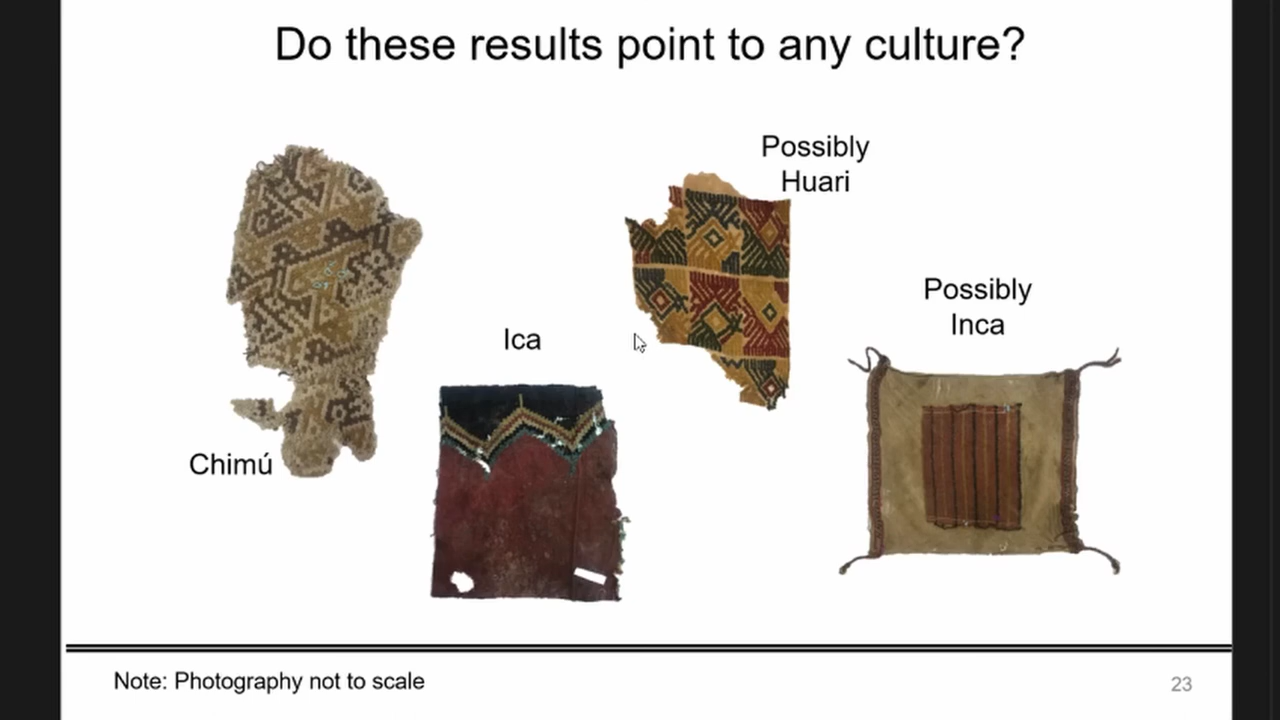 Do these results point to any culture?
Possibly
Huari
Possibly
Inca
Ica
Chimú
Note: Photography not to scale
23